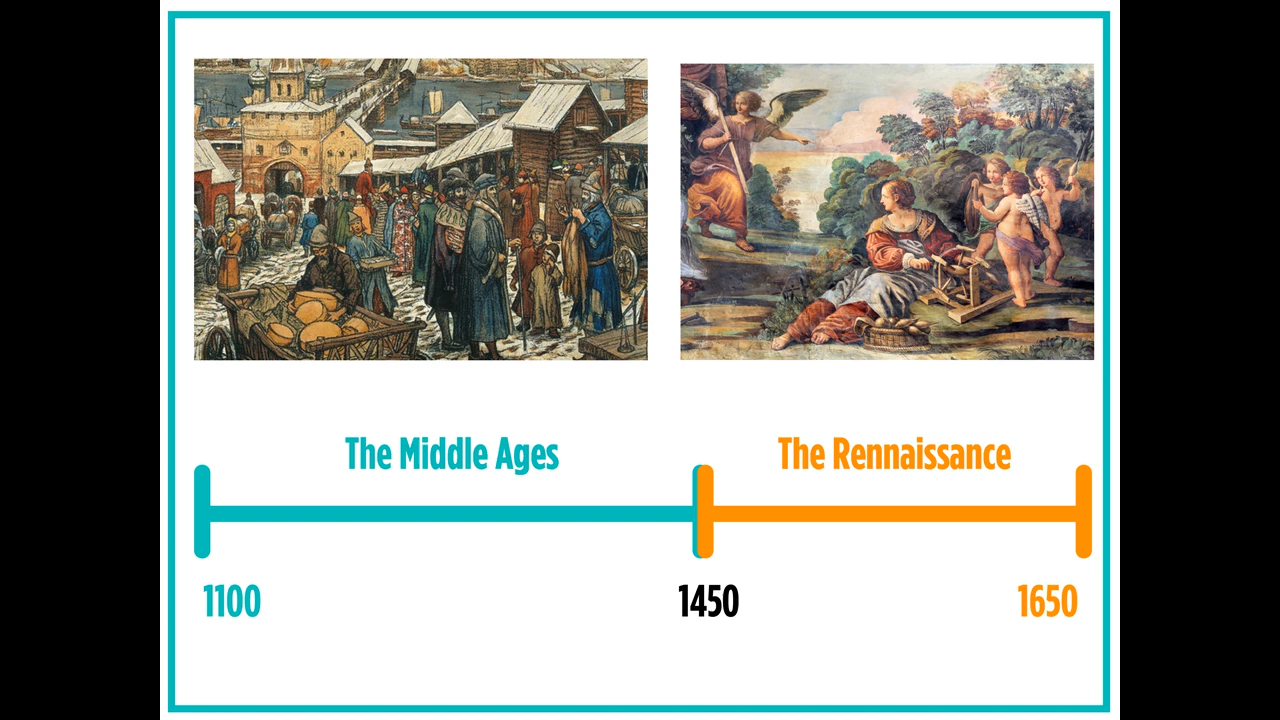 The Middle Ages
The Rennaissance
1100
1450
1650